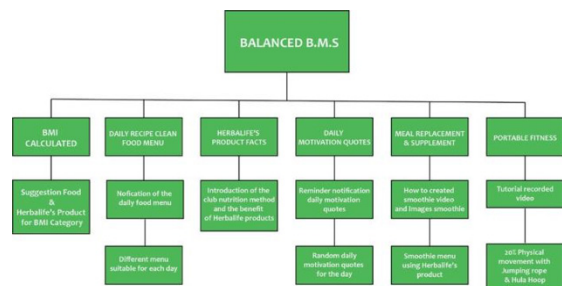 BALANCED B.M.S
BMI
CALCULATED
DAILY RECIPE CLEAN
FOOD MENU
HERBALIFE'S
PRODUCT FACTS
DAILY
MOTIVATION QUOTES
MEAL REPLACEMENT
& SUPPLEMENT
PORTABLE FITNESS
Suggestion Food
&
Herbalife's Product
for BMI Category
Nofication of the
daily food menu
Introduction of the
club nutrition method
and the benefit
of Herbalife products
Reminder notification
daily motivation
quotes
How to created
smoothie video
and images smoothie
Tutorial recorded
video
Different menu
suitable for each day
Random daily
motivation quotes
for the day
Smoothie menu
using Herbalife's
product
20% Physical
movement with
Jumping rope
& Hula Hoop